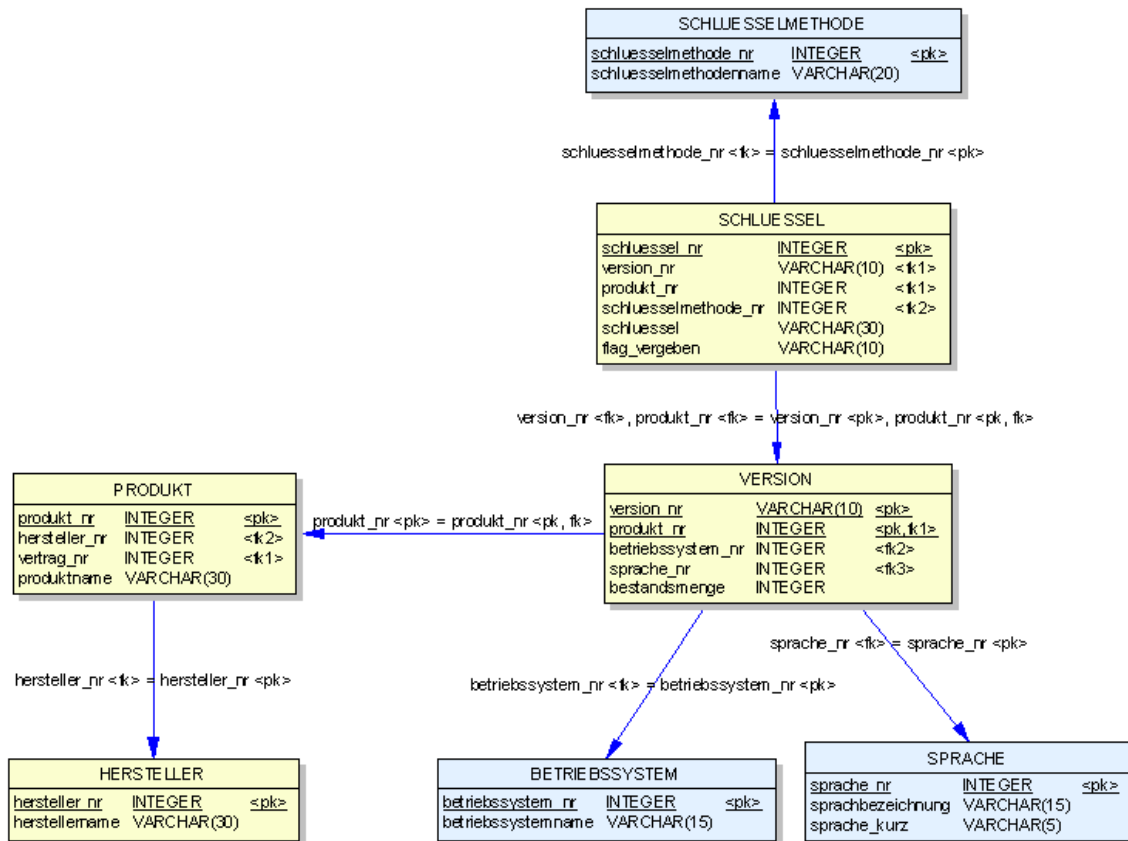 SCHLUESSELMETHODE
schluesselmethode_nr INTEGER <pk>
schluesselmethodenname VARCHAR(20)
schluesselmethode_nr <fk> = schluesselmethode_nr <pk>
SCHLUESSEL
schluessel_nr INTEGER <pk>
version_nr VARCHAR(10) <fk1>
produkt_nr INTEGER <fk1>
schluesselmethode_nr INTEGER <fk2>
schluessel VARCHAR(30)
flag_vergeben VARCHAR(10)
version_nr <fk>, produkt_nr <fk> = version_nr <pk>, produkt_nr <pk, fk>
PRODUKT
produkt_nr INTEGER <pk>
hersteller_nr INTEGER <fk2>
vertrag_nr INTEGER <fk1>
produktname VARCHAR(30)
produkt_nr <pk> = produkt_nr <pk, fk>
VERSION
version_nr VARCHAR(10) <pk>
produkt_nr INTEGER <pk,fk1>
betriebssystem_nr INTEGER <fk2>
sprache_nr INTEGER <fk3>
bestandsmenge INTEGER
hersteller_nr <fk> = hersteller_nr <pk>
betriebssystem_nr <fk> = betriebssystem_nr <pk>
sprache_nr <fk> = sprache_nr <pk>
HERSTELLER
hersteller_nr INTEGER <pk>
herstellername VARCHAR(30)
BETRIEBSSYSTEM
betriebssystem_nr INTEGER <pk>
betriebssystemname VARCHAR(15)
SPRACHE
sprache_nr INTEGER <pk>
sprachbezeichnung VARCHAR(15)
sprache_kurz VARCHAR(5)